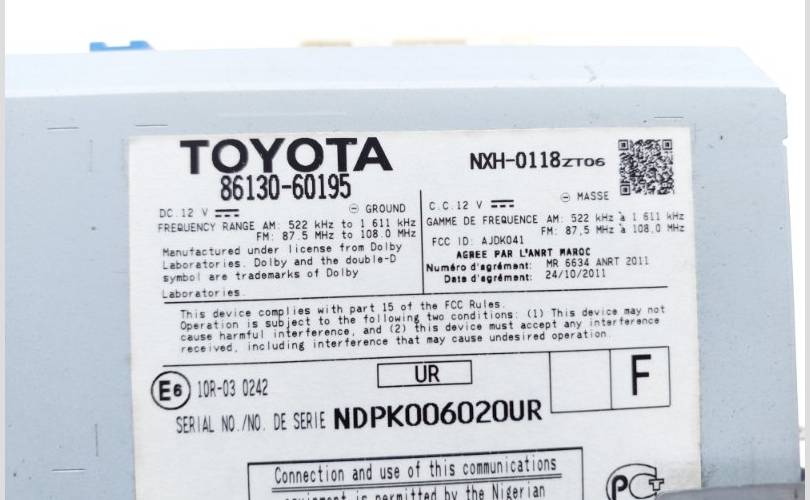 TOYOTA
86130-60195
NXH-0118ZT06
DC.12 V
⊖ GROUND
FREQUENCY RANGE AM: 522 kHz to 1 611 kHz
FM: 87.5 MHz to 108.0 MHz
Manufactured under license from Dolby
Laboratories. Dolby and the double-D
symbol are trademarks of Dolby
Laboratories.
C.C.12 V
⊖ MASSE
GAMME DE FREQUENCE AM: 522 kHz à 1 611 kHz
FM: 87,5 MHz à 108,0 MHz
FCC ID: AJDK041
AGREE PAR L'ANRT MAROC
Numéro d'agrément: MR 6634 ANRT 2011
Date d'agrément: 24/10/2011
This device complies with part 15 of the FCC Rules.
Operation is subject to the following two conditions: (1) This device may not
cause harmful interference, and (2) this device must accept any interference
received, including interference that may cause undesired operation.
E6 10R-03 0242
UR
F
SERIAL NO./NO. DE SERIE NDPK006020UR
Connection and use of this communications
equipment is permitted by the Nigerian